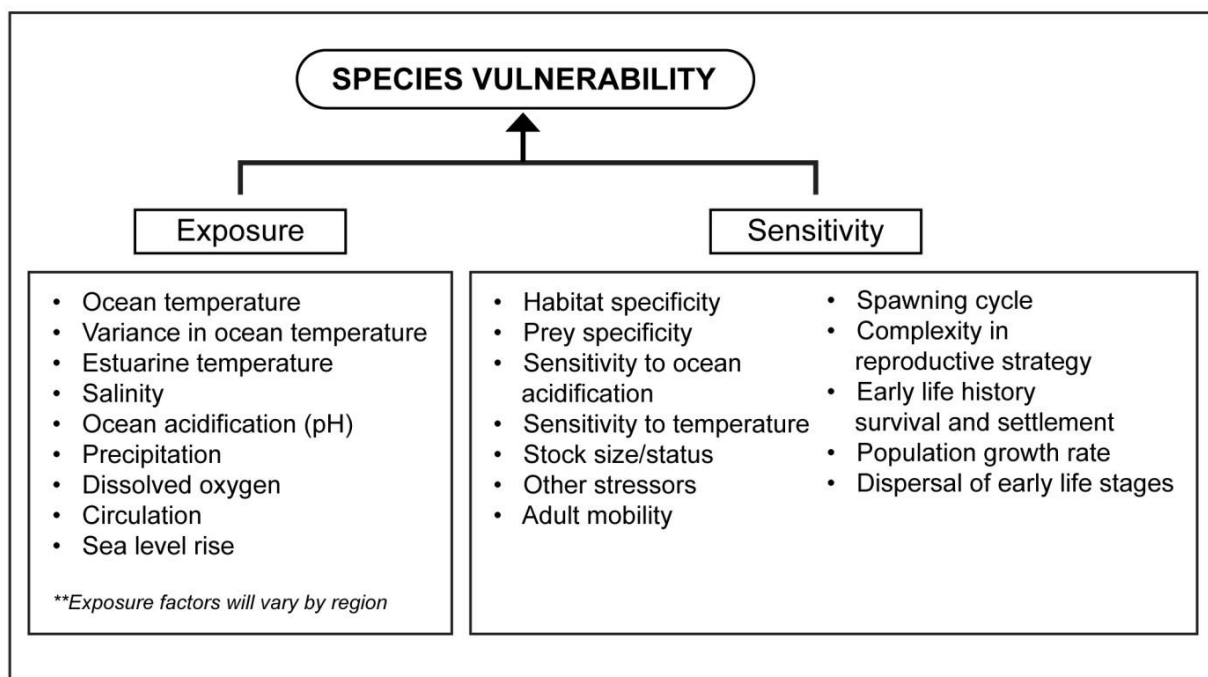 SPECIES VULNERABILITY
Exposure
• Ocean temperature
• Variance in ocean temperature
• Estuarine temperature
• Salinity
• Ocean acidification (pH)
• Precipitation
• Dissolved oxygen
• Circulation
• Sea level rise
**Exposure factors will vary by region
Sensitivity
• Habitat specificity
• Prey specificity
• Sensitivity to ocean
acidification
• Sensitivity to temperature
• Stock size/status
• Other stressors
• Adult mobility
• Spawning cycle
• Complexity in
reproductive strategy
• Early life history
survival and settlement
• Population growth rate
• Dispersal of early life stages